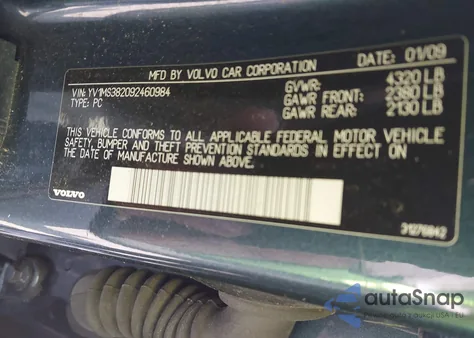 MFD BY VOLVO CAR CORPORATION DATE: 01/09
VIN: YV1MS382092460984 GVWR: 4320 LB
TYPE: PC GAWR FRONT: 2380 LB
GAWR REAR: 2130 LB
THIS VEHICLE CONFORMS TO ALL APPLICABLE FEDERAL MOTOR VEHICLE
SAFETY, BUMPER AND THEFT PREVENTION STANDARDS IN EFFECT ON
THE DATE OF MANUFACTURE SHOWN ABOVE.
VOLVO
autoSnap
USA I EU